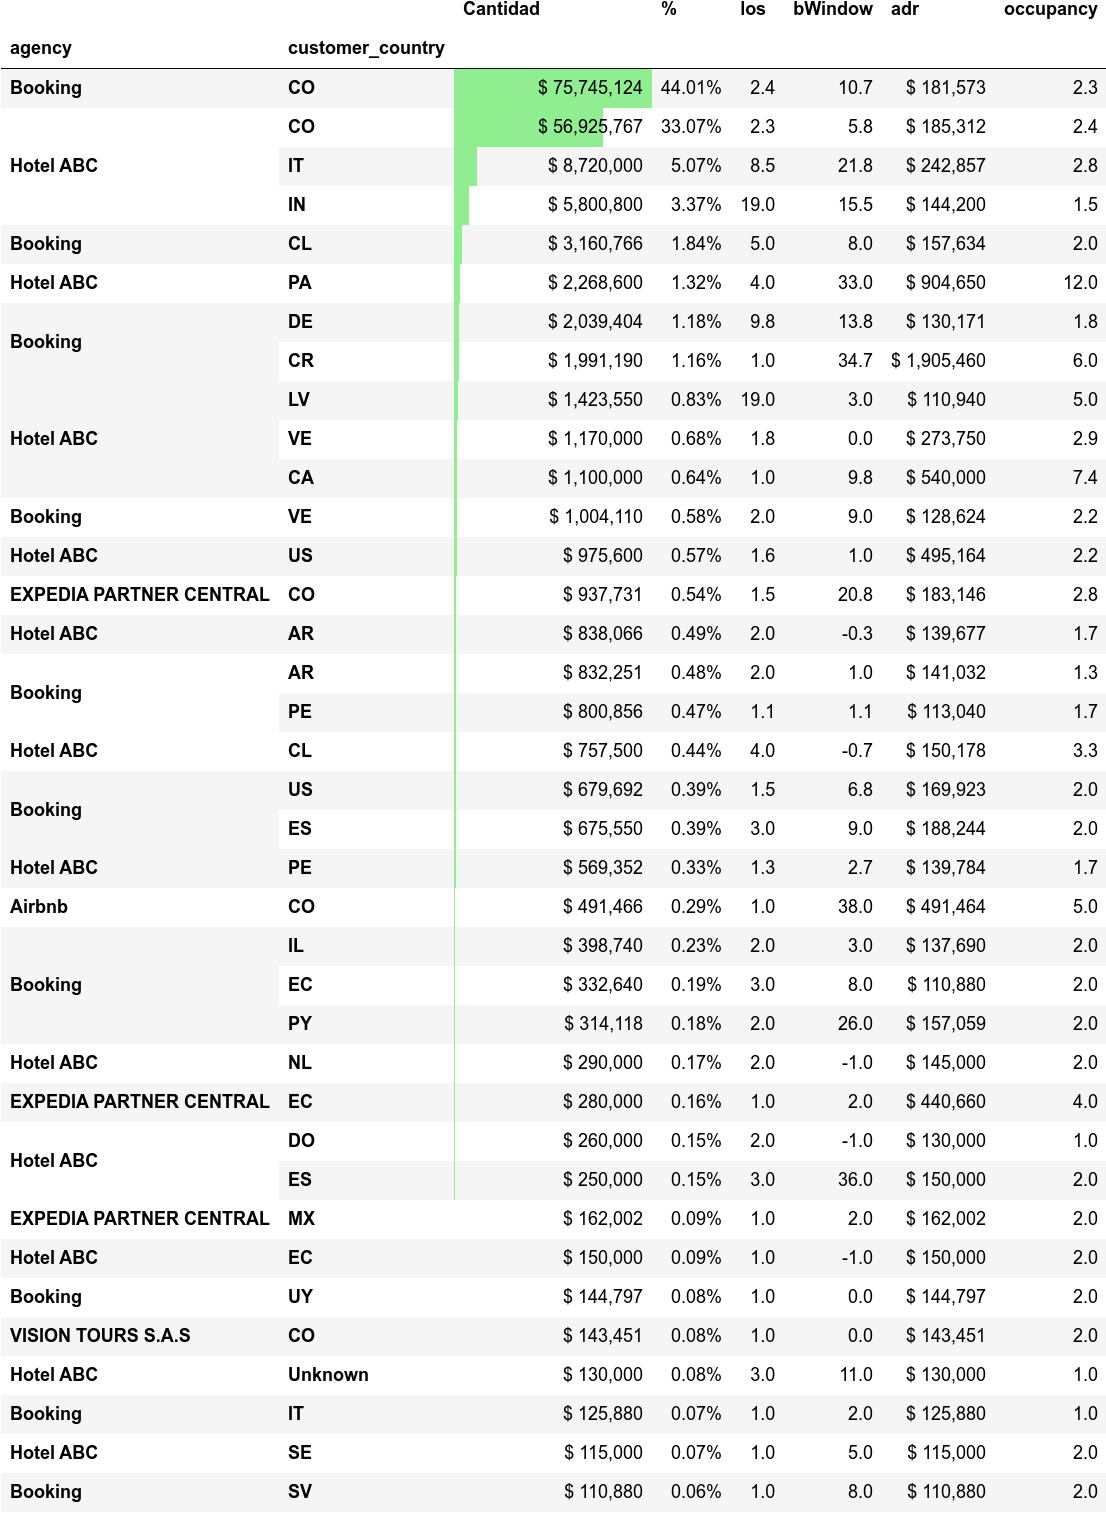 Cantidad % los bWindow adr occupancy
agency customer_country
Booking CO $ 75,745,124 44.01% 2.4 10.7 $ 181,573 2.3
CO $ 56,925,767 33.07% 2.3 5.8 $ 185,312 2.4
Hotel ABC IT $ 8,720,000 5.07% 8.5 21.8 $ 242,857 2.8
IN $ 5,800,800 3.37% 19.0 15.5 $ 144,200 1.5
Booking CL $ 3,160,766 1.84% 5.0 8.0 $ 157,634 2.0
Hotel ABC PA $ 2,268,600 1.32% 4.0 33.0 $ 904,650 12.0
Booking DE $ 2,039,404 1.18% 9.8 13.8 $ 130,171 1.8
CR $ 1,991,190 1.16% 1.0 34.7 $ 1,905,460 6.0
LV $ 1,423,550 0.83% 19.0 3.0 $ 110,940 5.0
Hotel ABC VE $ 1,170,000 0.68% 1.8 0.0 $ 273,750 2.9
CA $ 1,100,000 0.64% 1.0 9.8 $ 540,000 7.4
Booking VE $ 1,004,110 0.58% 2.0 9.0 $ 128,624 2.2
Hotel ABC US $ 975,600 0.57% 1.6 1.0 $ 495,164 2.2
EXPEDIA PARTNER CENTRAL CO $ 937,731 0.54% 1.5 20.8 $ 183,146 2.8
Hotel ABC AR $ 838,066 0.49% 2.0 -0.3 $ 139,677 1.7
Booking AR $ 832,251 0.48% 2.0 1.0 $ 141,032 1.3
PE $ 800,856 0.47% 1.1 1.1 $ 113,040 1.7
Hotel ABC CL $ 757,500 0.44% 4.0 -0.7 $ 150,178 3.3
Booking US $ 679,692 0.39% 1.5 6.8 $ 169,923 2.0
ES $ 675,550 0.39% 3.0 9.0 $ 188,244 2.0
Hotel ABC PE $ 569,352 0.33% 1.3 2.7 $ 139,784 1.7
Airbnb CO $ 491,466 0.29% 1.0 38.0 $ 491,464 5.0
IL $ 398,740 0.23% 2.0 3.0 $ 137,690 2.0
Booking EC $ 332,640 0.19% 3.0 8.0 $ 110,880 2.0
PY $ 314,118 0.18% 2.0 26.0 $ 157,059 2.0
Hotel ABC NL $ 290,000 0.17% 2.0 -1.0 $ 145,000 2.0
EXPEDIA PARTNER CENTRAL EC $ 280,000 0.16% 1.0 2.0 $ 440,660 4.0
Hotel ABC DO $ 260,000 0.15% 2.0 -1.0 $ 130,000 1.0
ES $ 250,000 0.15% 3.0 36.0 $ 150,000 2.0
EXPEDIA PARTNER CENTRAL MX $ 162,002 0.09% 1.0 2.0 $ 162,002 2.0
Hotel ABC EC $ 150,000 0.09% 1.0 -1.0 $ 150,000 2.0
Booking UY $ 144,797 0.08% 1.0 0.0 $ 144,797 2.0
VISION TOURS S.A.S CO $ 143,451 0.08% 1.0 0.0 $ 143,451 2.0
Hotel ABC Unknown $ 130,000 0.08% 3.0 11.0 $ 130,000 1.0
Booking IT $ 125,880 0.07% 1.0 2.0 $ 125,880 1.0
Hotel ABC SE $ 115,000 0.07% 1.0 5.0 $ 115,000 2.0
Booking SV $ 110,880 0.06% 1.0 8.0 $ 110,880 2.0